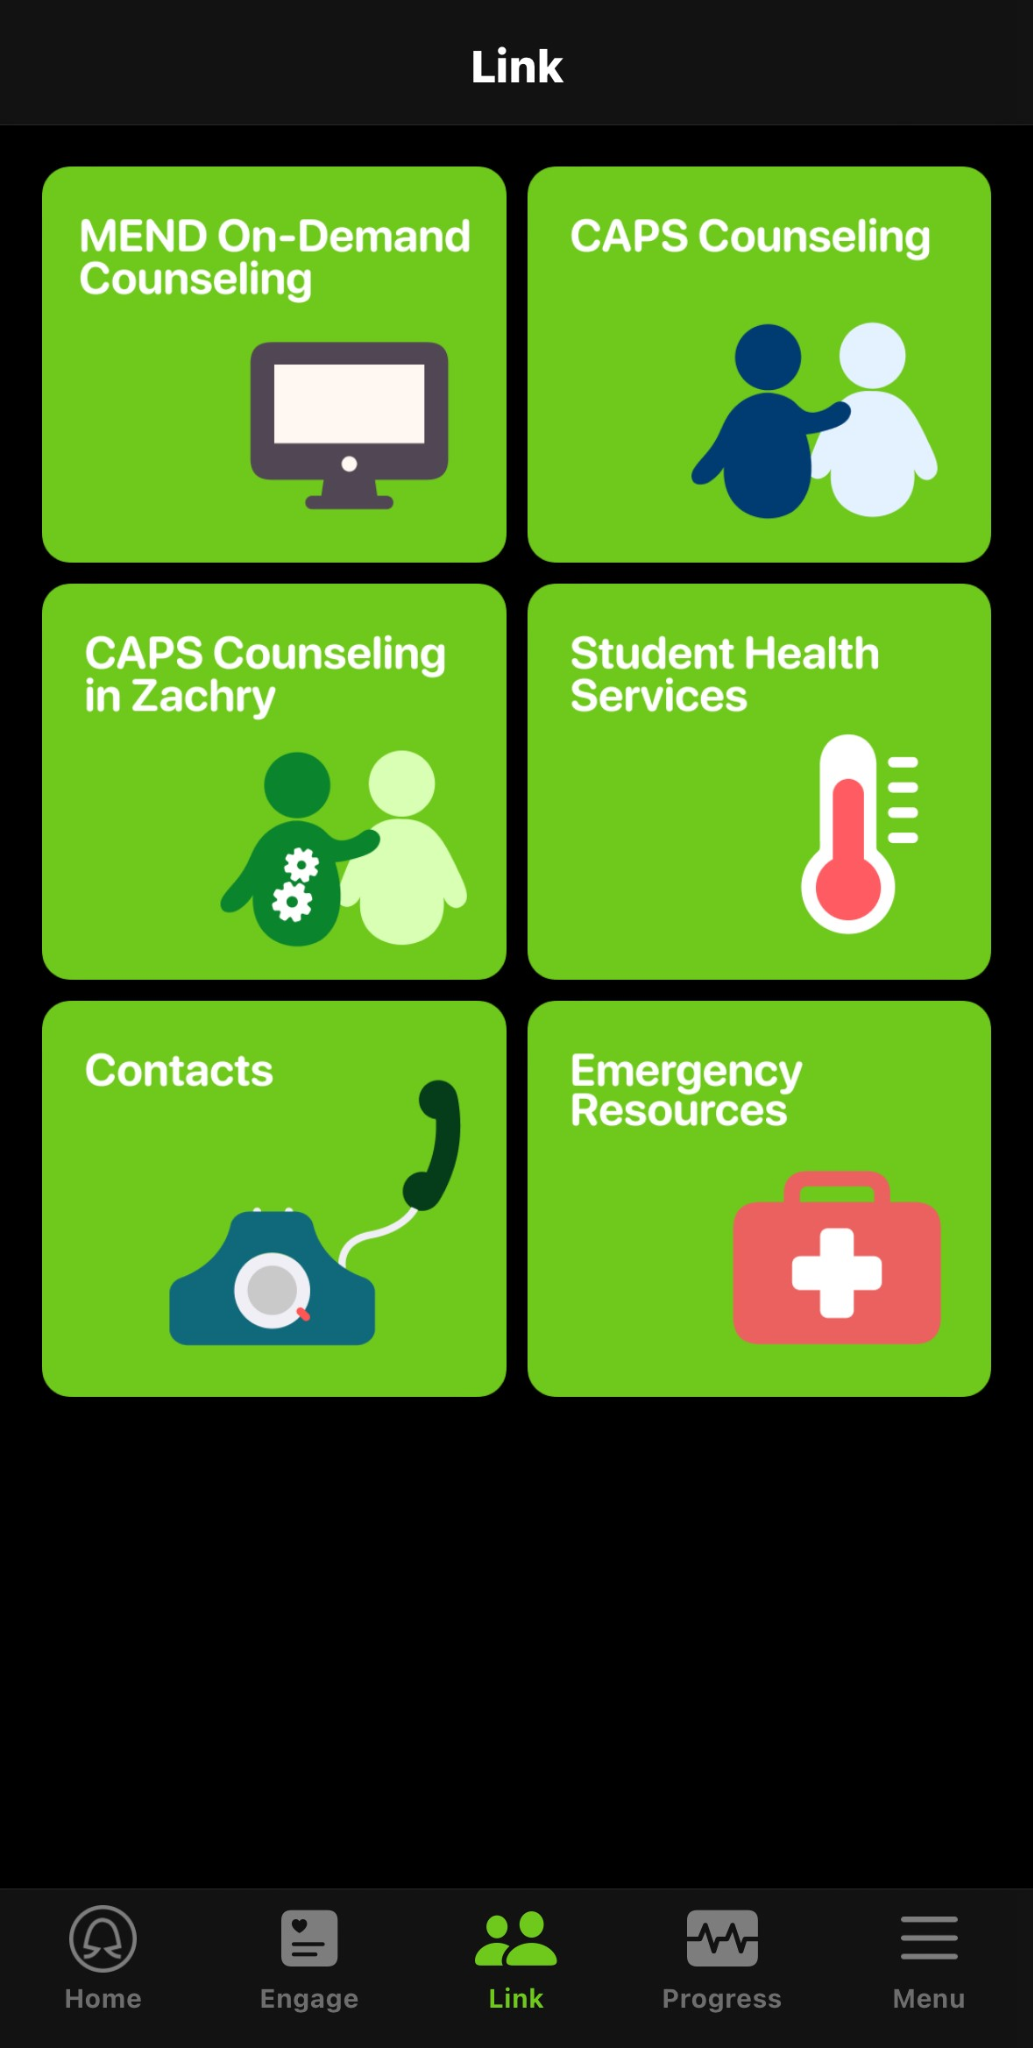 Link
MEND On-Demand
Counseling
CAPS Counseling
CAPS Counseling
in Zachry
Student Health
Services
Contacts
Emergency
Resources
Home
Engage
Link
Progress
Menu